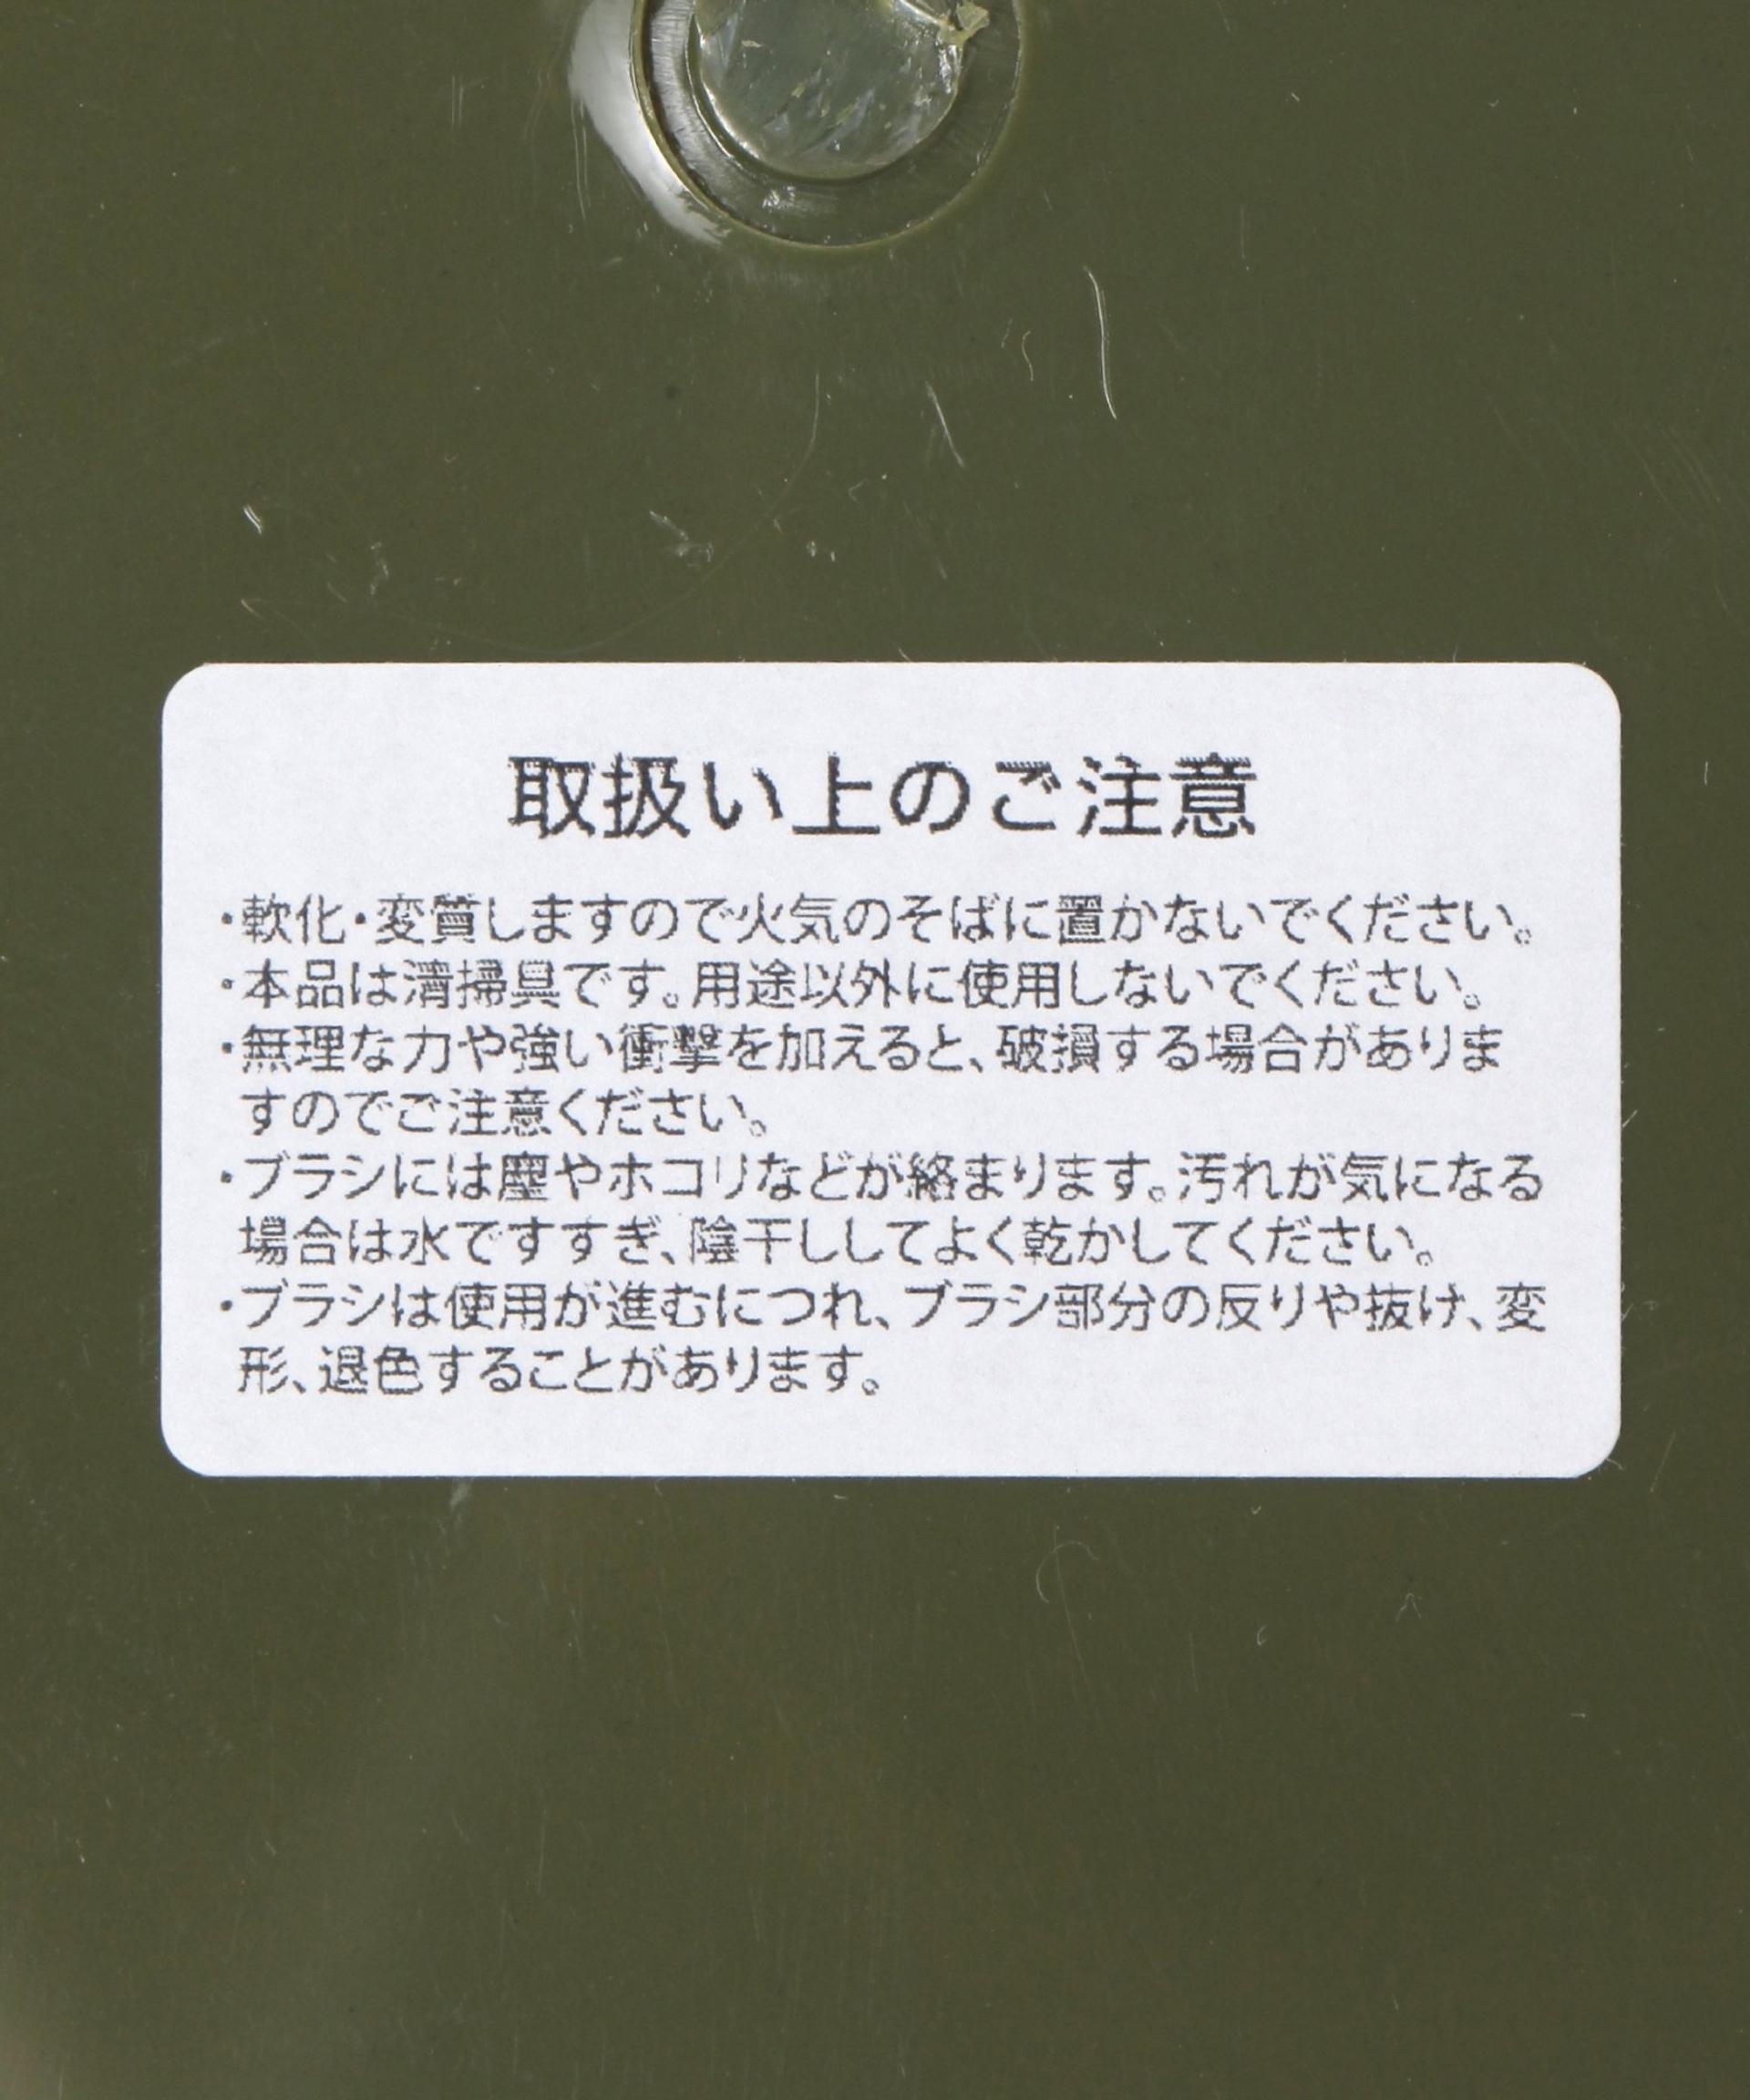 取扱い上のご注意
・軟化・変質しますので火気のそばに置かないでください。
・本品は清掃具です。用途以外に使用しないでください。
・無理な力や強い衝撃を加えると、破損する場合がありま
すのでご注意ください。
・ブラシには塵やホコリなどが絡まります。汚れが気になる
場合は水ですすぎ、陰干ししてよく乾かしてください。
・ブラシは使用が進むにつれ、ブラシ部分の反りや抜け、変
形、退色することがあります。